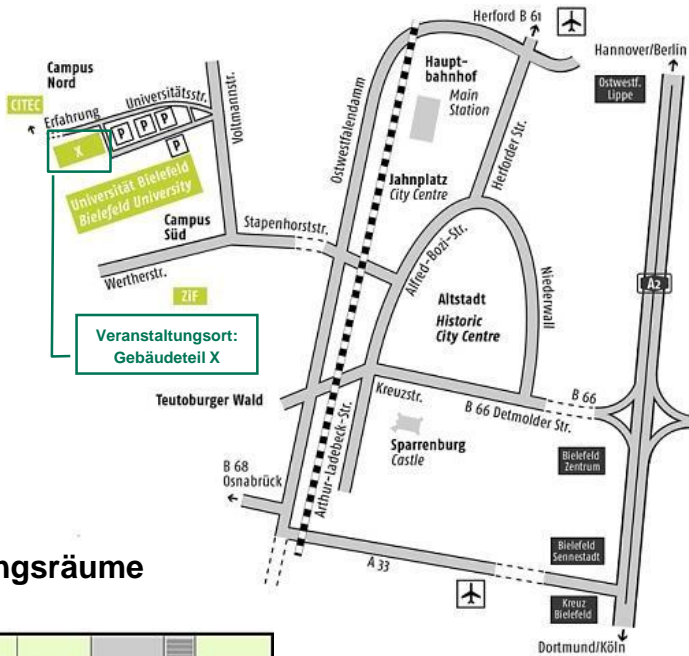 Herford B 61
Hannover/Berlin
Campus
Nord
CITEC
Erfahrung
Universitätsstr.
P
P
P
P
X
Universität Bielefeld
Bielefeld University
Campus
Süd
Voltmannstr.
Stapenhorststr.
Wertherstr.
ZiF
Veranstaltungsort:
Gebäudeteil X
Ostwestfalendamm
Haupt-
bahnhof
Main
Station
Jahnplatz
City Centre
Herforder Str.
Alfred-Bozi-Str.
Altstadt
Historic
City Centre
Niederwall
Ostwestf.
Lippe
A2
Teutoburger Wald
Kreuzstr.
B 66 Detmolder Str.
B 66
Arthur-Ladebeck-Str.
Sparrenburg
Castle
Bielefeld
Zentrum
B 68
Osnabrück
A 33
Bielefeld
Sennestadt
Kreuz
Bielefeld
Dortmund/Köln
ngsräume